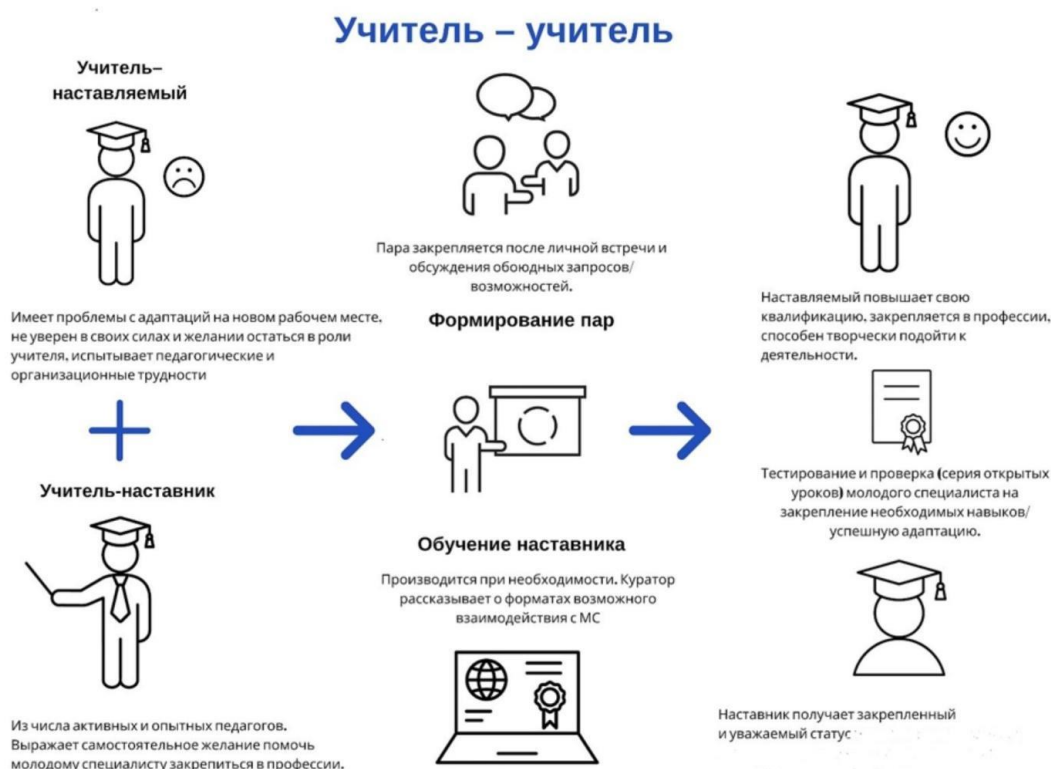 Учитель – учитель
Учитель–
наставляемый
Имеет проблемы с адаптаций на новом рабочем месте,
не уверен в своих силах и желании остаться в роли
учителя, испытывает педагогические и
организационные трудности
Учитель-наставник
Из числа активных и опытных педагогов.
Выражает самостоятельное желание помочь
молодому специалисту закрепиться в профессии.
Пара закрепляется после личной встречи и
обсуждения обоюдных запросов/
возможностей.
Формирование пар
Обучение наставника
Производится при необходимости. Куратор
рассказывает о форматах возможного
взаимодействия с МС
Наставляемый повышает свою
квалификацию, закрепляется в профессии,
способен творчески подойти к
деятельности.
Тестирование и проверка (серия открытых
уроков) молодого специалиста на
закрепление необходимых навыков/
успешную адаптацию.
Наставник получает закрепленный
и уважаемый статус